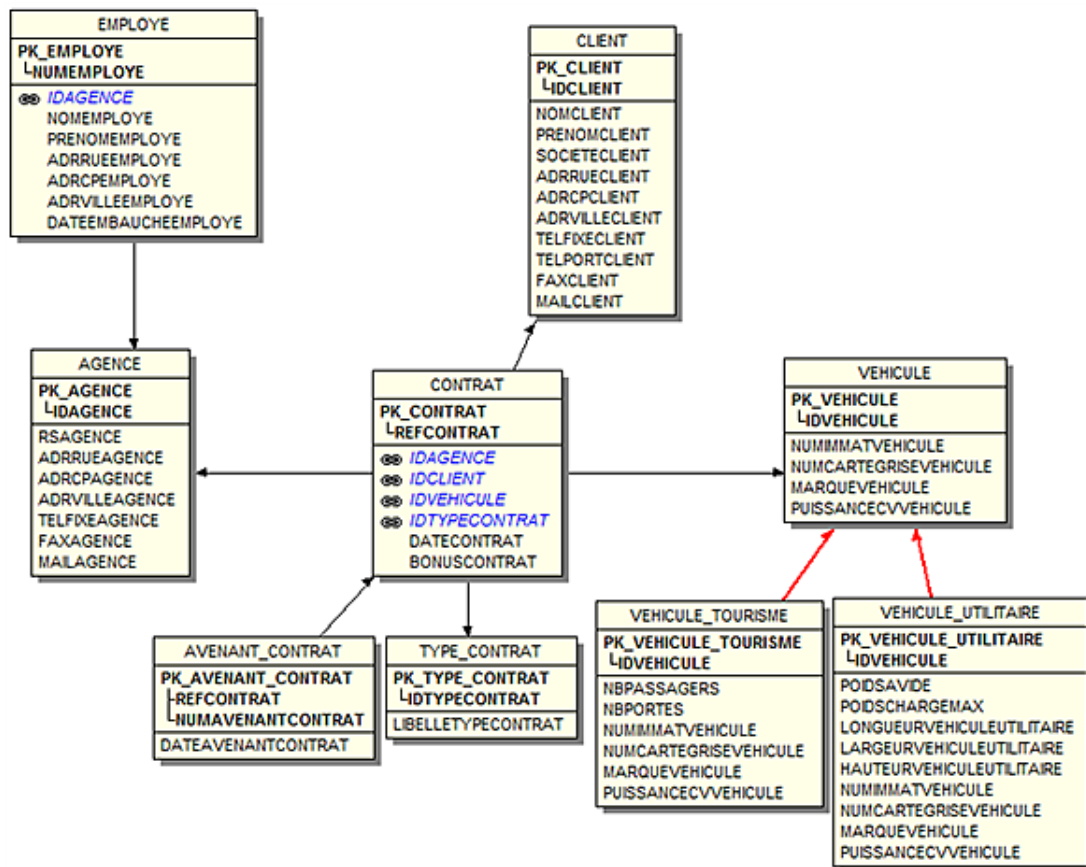 EMPLOYE
PK_EMPLOYE
NUMEMPLOYE
IDAGENCE
NOMEMPLOYE
PRENOMEMPLOYE
ADRRUEEMPLOYE
ADRCPEMPLOYE
ADRVILLEEMPLOYE
DATEEMBAUCHEEMPLOYE
CLIENT
PK_CLIENT
IDCLIENT
NOMCLIENT
PRENOMCLIENT
SOCIETECLIENT
ADRRUECLIENT
ADRCPCLIENT
ADRVILLECLIENT
TELFIXECLIENT
TELPORTCLIENT
FAXCLIENT
MAILCLIENT
AGENCE
PK_AGENCE
IDAGENCE
RSAGENCE
ADRRUEAGENCE
ADRCPAGENCE
ADRVILLEAGENCE
TELFIXEAGENCE
FAXAGENCE
MAILAGENCE
CONTRAT
PK_CONTRAT
REFCONTRAT
IDAGENCE
IDCLIENT
IDVEHICULE
IDTYPECONTRAT
DATECONTRAT
BONUSCONTRAT
VEHICULE
PK_VEHICULE
IDVEHICULE
NUMIMMATVEHICULE
NUMCARTEGRISEVEHICULE
MARQUEVEHICULE
PUISSANCECVVEHICULE
AVENANT_CONTRAT
PK_AVENANT_CONTRAT
REFCONTRAT
NUMAVENANTCONTRAT
DATEAVENANTCONTRAT
TYPE_CONTRAT
PK_TYPE_CONTRAT
IDTYPECONTRAT
LIBELLETYPECONTRAT
VEHICULE_TOURISME
PK_VEHICULE_TOURISME
IDVEHICULE
NBPASSAGERS
NBPORTES
NUMIMMATVEHICULE
NUMCARTEGRISEVEHICULE
MARQUEVEHICULE
PUISSANCECVVEHICULE
VEHICULE_UTILITAIRE
PK_VEHICULE_UTILITAIRE
IDVEHICULE
POIDSAVIDE
POIDSCHARGEMAX
LONGUEURVEHICULEUTILITAIRE
LARGEURVEHICULEUTILITAIRE
HAUTEURVEHICULEUTILITAIRE
NUMIMMATVEHICULE
NUMCARTEGRISEVEHICULE
MARQUEVEHICULE
PUISSANCECVVEHICULE